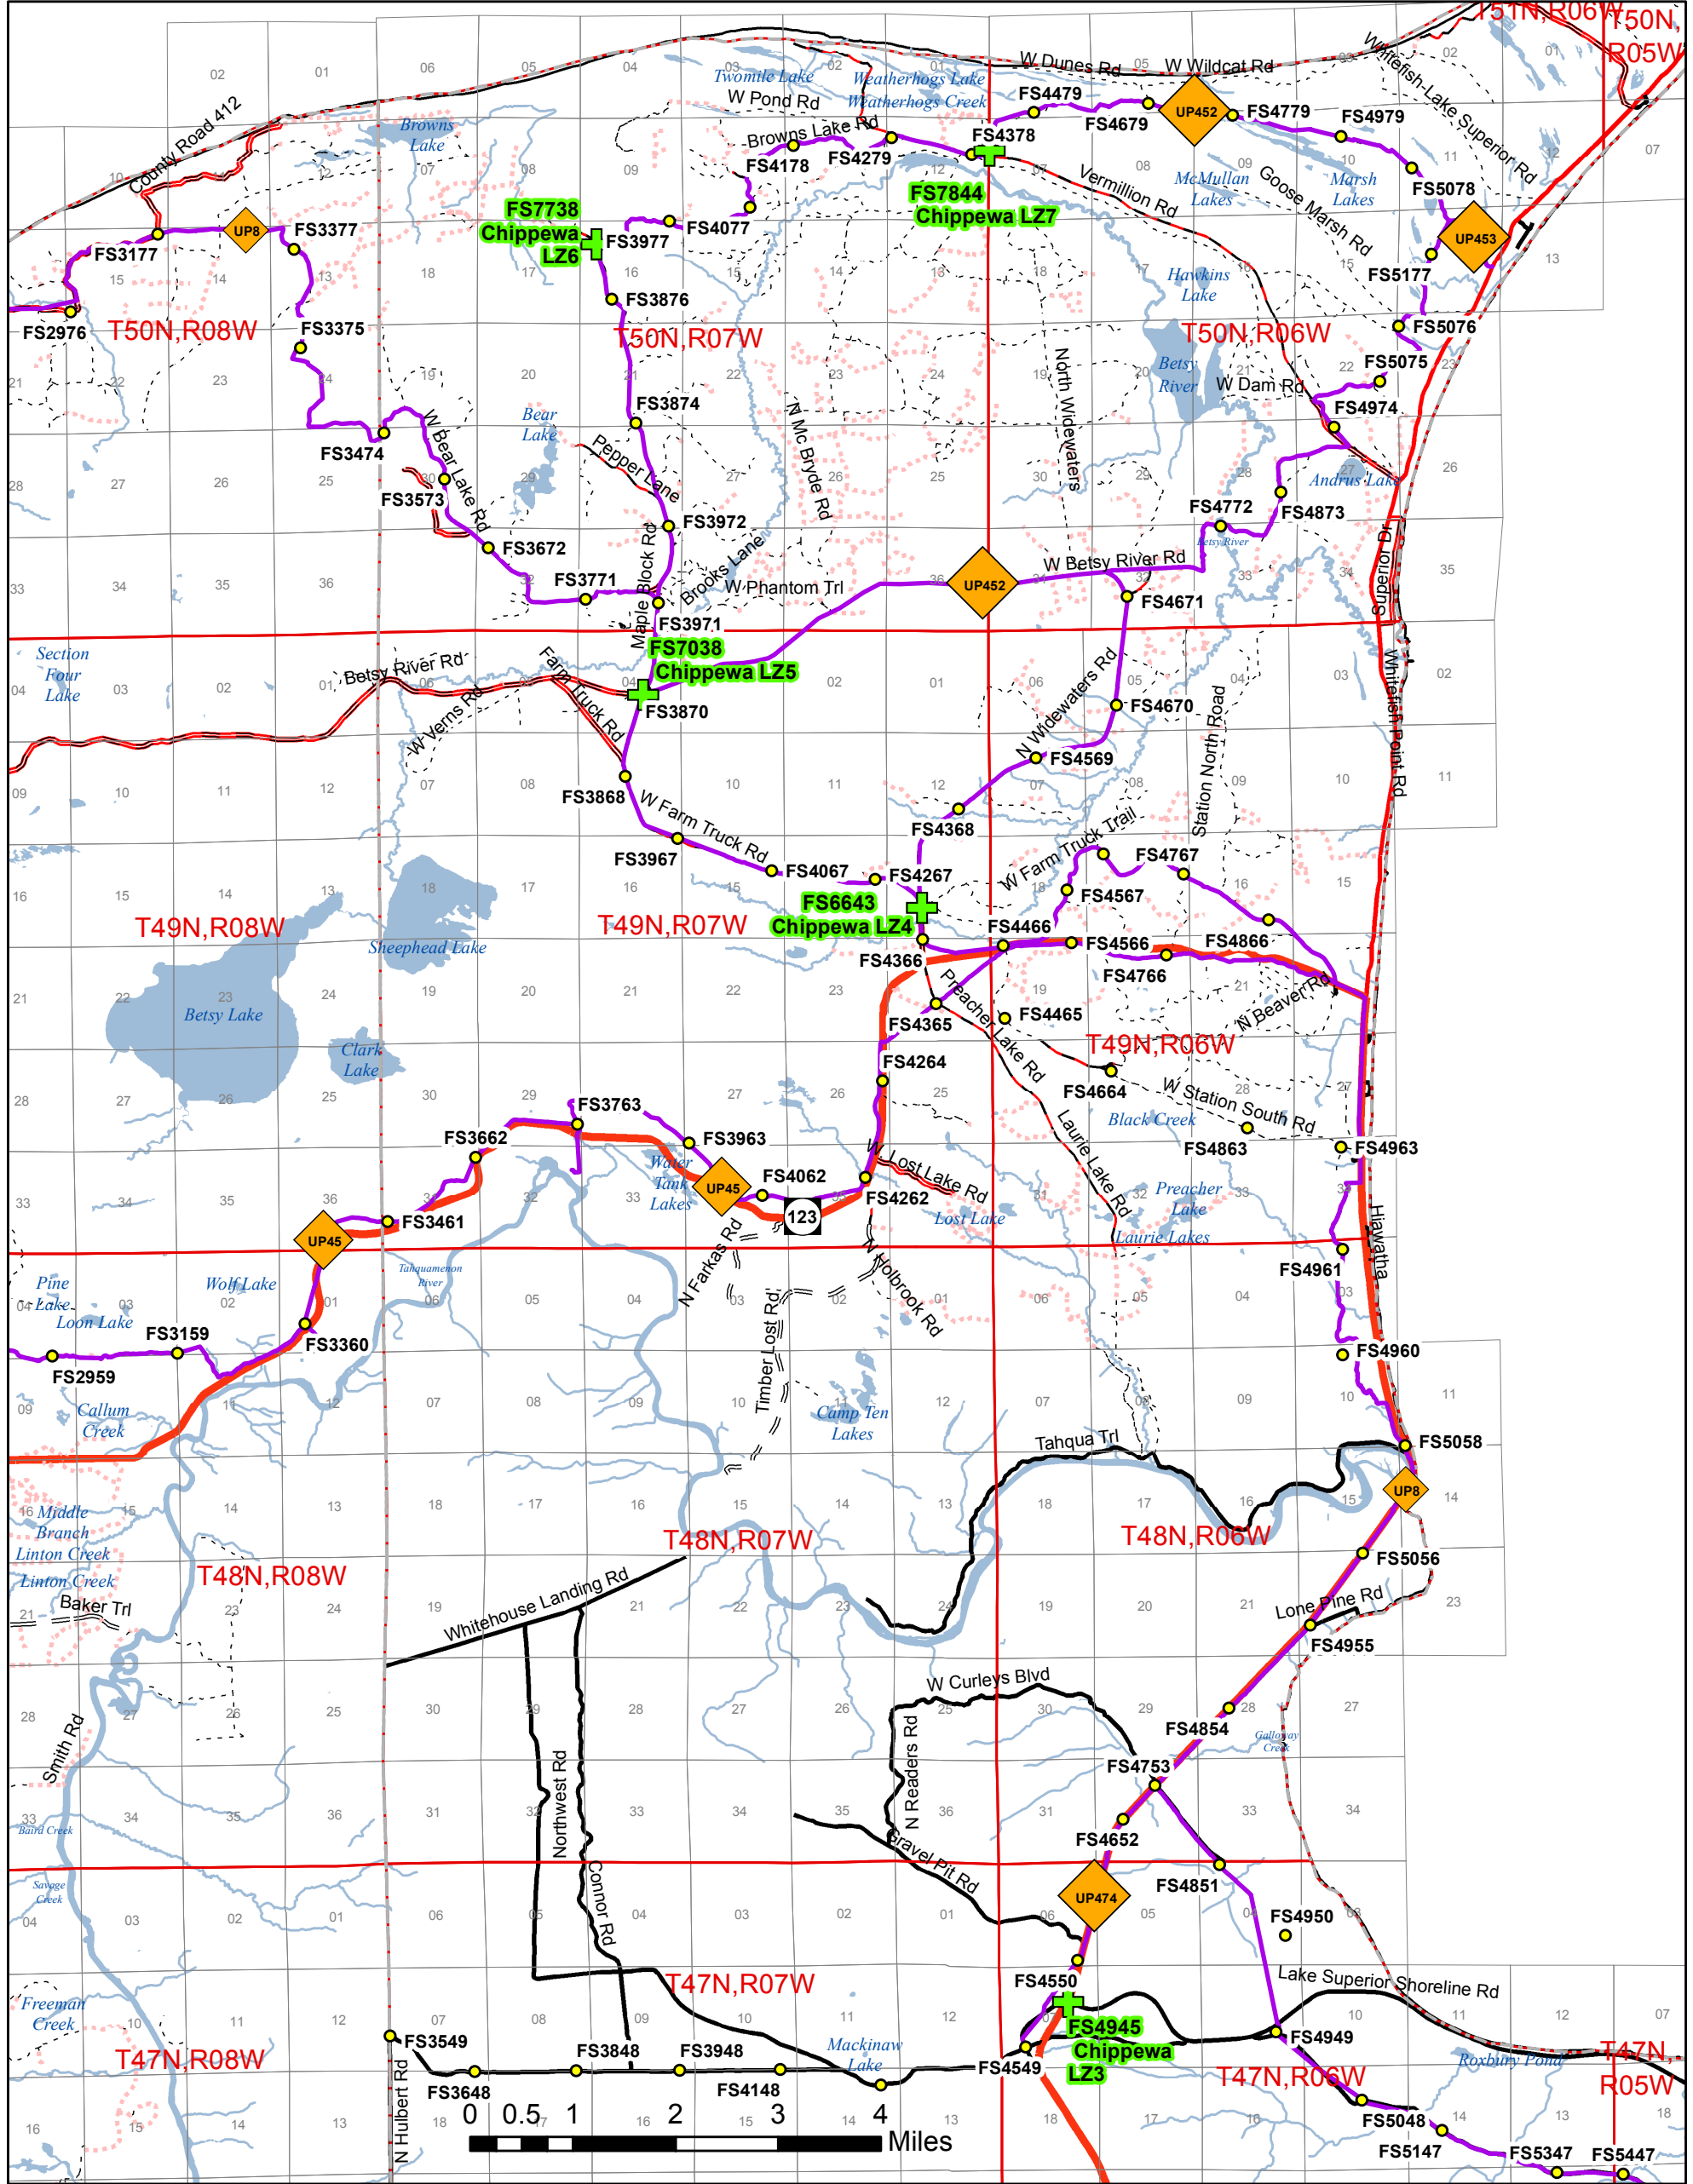 T51N,R06W
T50N,
R05W
W Dunes Rd
W Wildcat Rd
Whitefish-Lake Superior Rd
County Road 412
Twomile Lake
Weatherhogs Lake
Weatherhogs Creek
W Pond Rd
Browns Lake Rd
Browns
Lake
FS4479
FS4679
UP452
FS4779
FS4979
FS4378
FS4178
FS4279
FS5078
Vermillion Rd
McMullan
Lakes
Goose Marsh Rd
Marsh
Lakes
FS7844
Chippewa LZ7
FS7738
Chippewa
LZ6
FS3977
FS4077
FS3177
UP8
FS3377
UP453
FS5177
FS3876
Hawkins
Lake
FS2976
T50N,R08W
FS3375
T50N,R07W
T50N,R06W
FS5076
FS5075
Betsy
River
W Dam Rd
FS4974
North Widewaters
N Mc Bryde Rd
FS3874
Bear
Lake
Pepper Lane
W Bear Lake Rd
FS3474
FS3573
Andrus Lake
FS4873
FS4772
Betsy River
FS3672
FS3972
Maple Block Rd
Brooks Lane
W Phantom Trl
UP452
W Betsy River Rd
Superior Dr
FS3771
FS3971
FS4671
FS7038
Chippewa LZ5
FS3870
Section
Four
Lake
Betsy River Rd
W Verns Rd
Farm Truck Rd
Whitefish Point Rd
N Widewaters Rd
FS4670
Station North Road
FS4569
FS3868
W Farm Truck Rd
FS4368
FS3967
FS4067
FS4267
W Farm Truck Trail
FS4767
FS4567
FS6643
Chippewa LZ4
T49N,R08W
T49N,R07W
Sheephead Lake
FS4466
FS4566
FS4866
FS4366
FS4766
Betsy Lake
Clark
Lake
Preacher Lake Rd
FS4365
FS4465
N Beaver Rd
T49N,R06W
FS4264
FS4664
W Station South Rd
Black Creek
FS4863
FS4963
FS3763
FS3662
FS3963
Water
Tank
Lakes
UP45
FS4062
123
W. Lost Lake Rd
FS4262
Lost Lake
Laurie Lake Rd
Preacher
Lake
Laurie Lakes
Hiawatha
FS3461
UP45
N Farkas Rd
N Holbrook Rd
Timber Lost Rd
FS4961
Tahquamenon
River
Pine
Lake
Loon Lake
Wolf Lake
FS3159
FS3360
FS2959
FS4960
Callum
Creek
Camp Ten
Lakes
Tahqua Trl
FS5058
UP8
Middle
Branch
Linton Creek
Linton Creek
Baker Trl
T48N,R08W
T48N,R07W
T48N,R06W
FS5056
Whitehouse Landing Rd
Lone Pine Rd
FS4955
W Curleys Blvd
Smith Rd
N Readers Rd
FS4854
Galloway
Creek
FS4753
Northwest Rd
Baird Creek
FS4652
Gravel Pit Rd
Connor Rd
Savage
Creek
UP474
FS4851
FS4950
FS4550
Lake Superior Shoreline Rd
T47N,R07W
Freeman
Creek
FS4945
Chippewa
LZ3
FS4949
T47N,R08W
FS3549
FS3848
FS3948
Mackinaw
Lake
FS4549
Roxbury Pond
T47N,
R05W
T47N,R06W
N Hulbert Rd
FS3648
FS4148
0 0.5 1 2 3 4
Miles
FS5048
FS5147
FS5347
FS5447